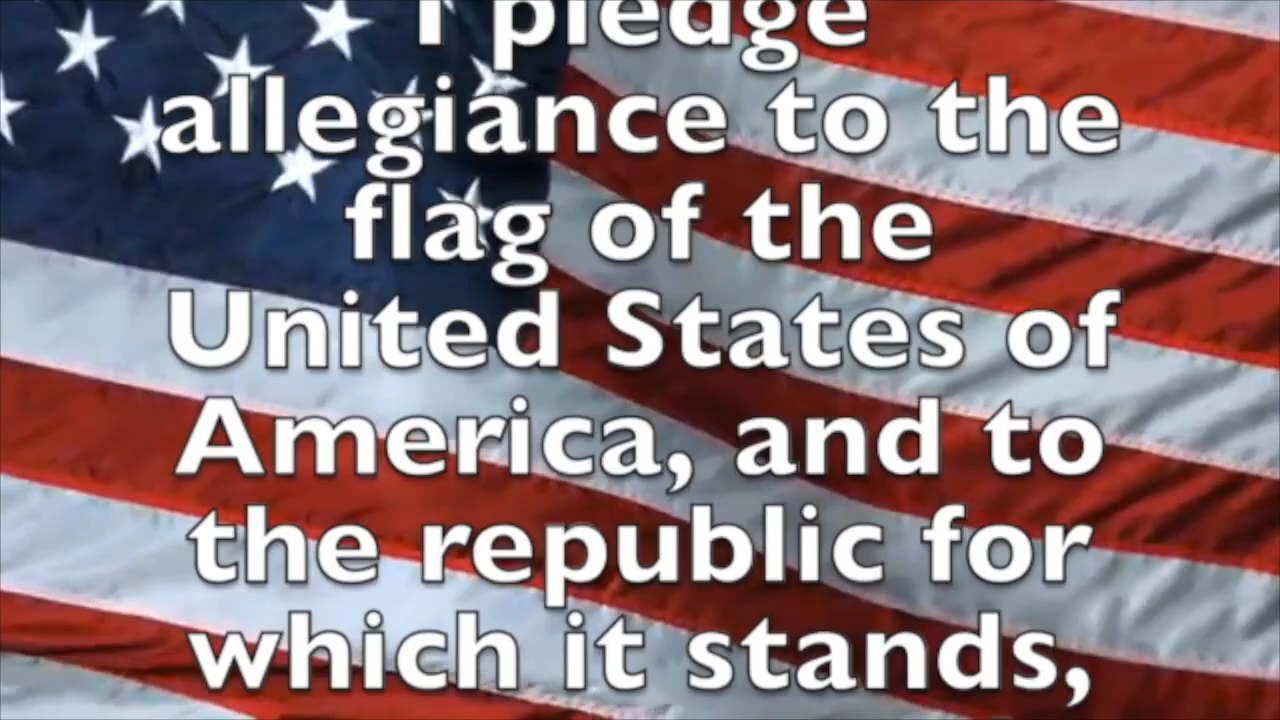 I pledge
allegiance to the
flag of the
United States of
America, and to
the republic for
which it stands,